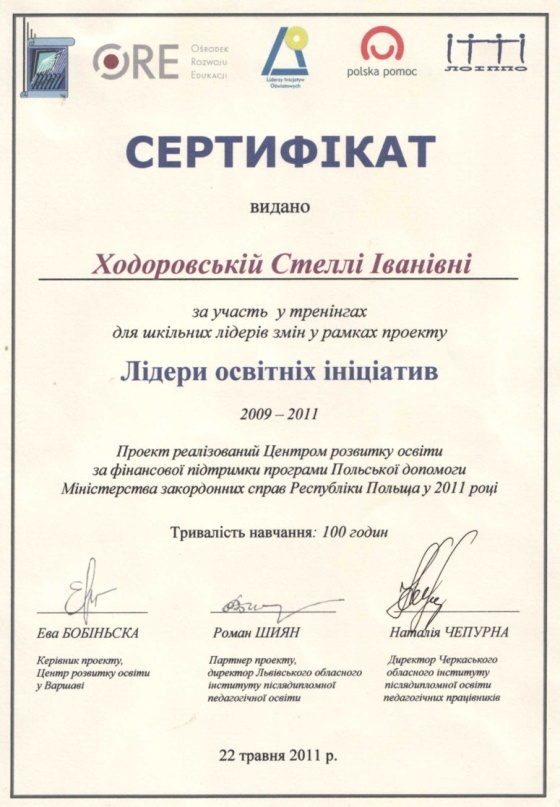 ORE
Ośrodek
Rozwoju
Edukacji
Liderzy Inicjatyw
Oświatowych
polska pomoc
ЛОІППО
СЕРТИФІКАТ
видано
Ходоровській Стеллі Іванівні
за участь у тренінгах
для шкільних лідерів змін у рамках проекту
Лідери освітніх ініціатив
2009 – 2011
Проект реалізований Центром розвитку освіти
за фінансової підтримки програми Польської допомоги
Міністерства закордонних справ Республіки Польща у 2011 році
Тривалість навчання: 100 годин
Ева БОБІНЬСКА
Керівник проекту,
Центр розвитку освіти
у Варшаві
Роман ШИЯН
Партнер проекту,
директор Львівського обласного
інституту післядипломної
педагогічної освіти
Наталія ЧЕПУРНА
Директор Черкаського
обласного інституту
післядипломної освіти
педагогічних працівників
22 травня 2011 р.